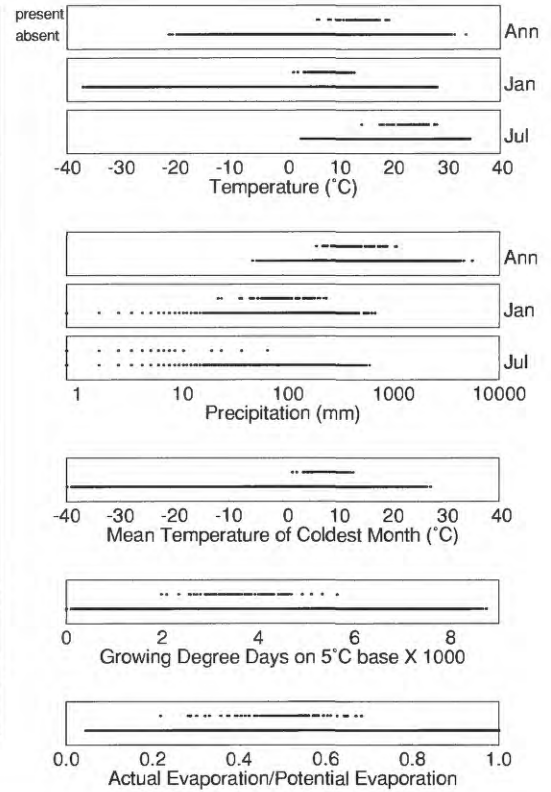 present
absent
Ann
Jan
Jul
-40 -30 -20 -10 0 10 20 30 40
Temperature (°C)
Ann
Jan
Jul
1 10 100 1000 10000
Precipitation (mm)
-40 -30 -20 -10 0 10 20 30 40
Mean Temperature of Coldest Month (°C)
0 2 4 6 8
Growing Degree Days on 5°C base X 1000
0.0 0.2 0.4 0.6 0.8 1.0
Actual Evaporation/Potential Evaporation